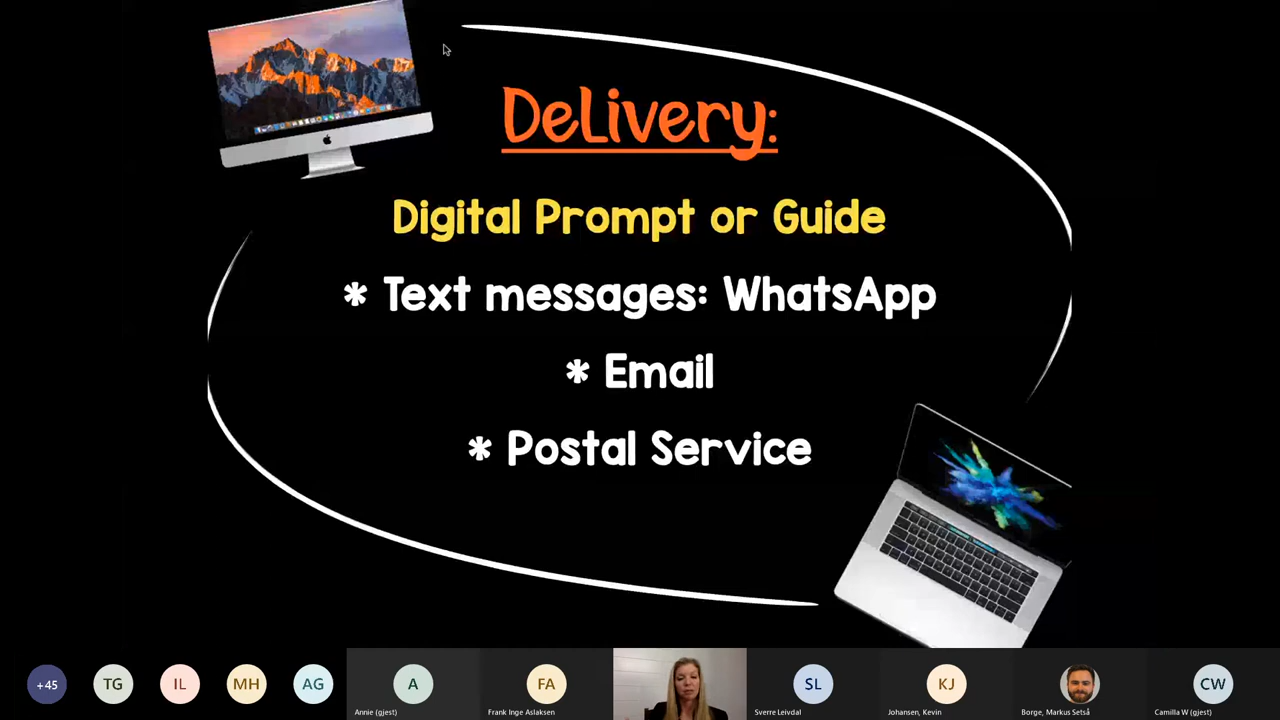 Delivery:
Digital Prompt or Guide
* Text messages: WhatsApp
* Email
* Postal Service
+45
TG
IL
MH
AG
A
Annie (gjest)
FA
Frank Inge Aslaksen
SL
Sverre Leivdal
KJ
Johansen, Kevin
Borge, Markus Setså
CW
Camilla W (gjest)